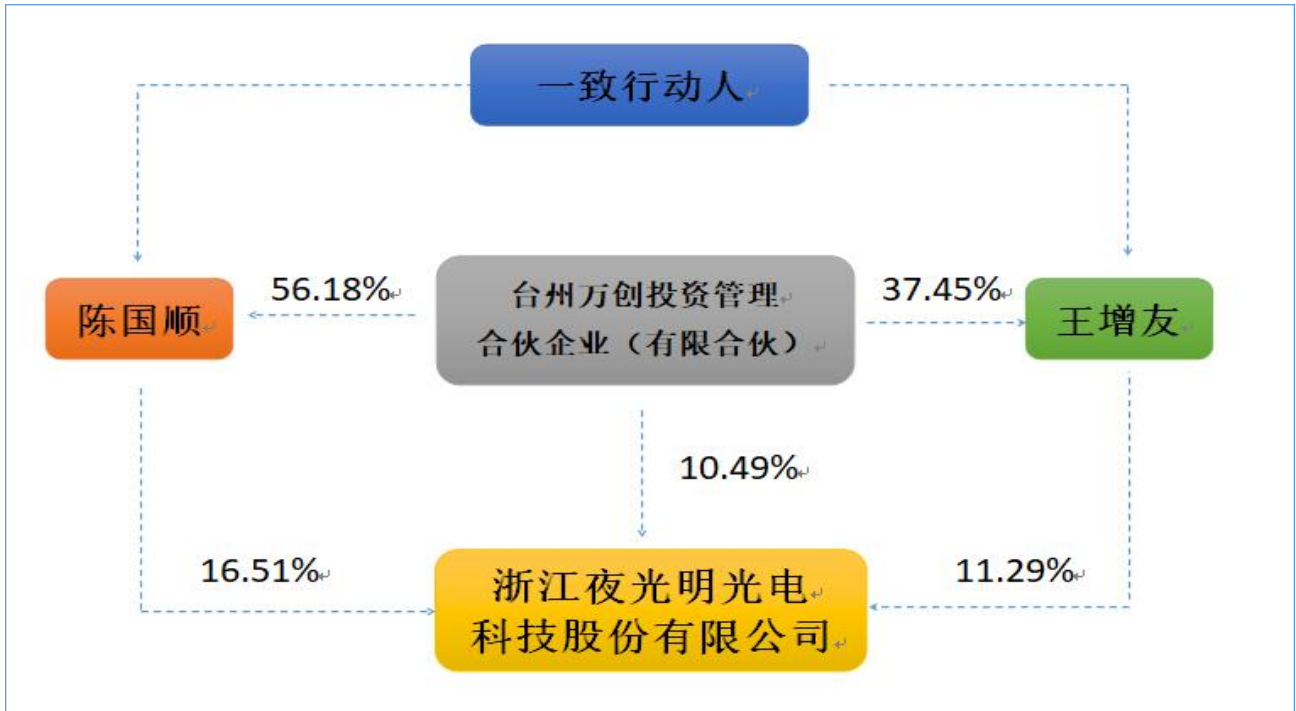 一致行动人
陈国顺
56.18%
台州万创投资管理
合伙企业（有限合伙）
37.45%
王增友
10.49%
16.51%
浙江夜光明光电
科技股份有限公司
11.29%